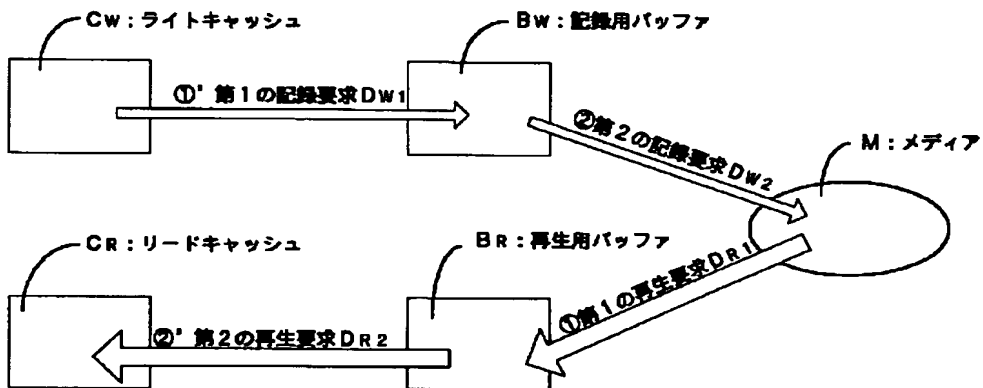 Cw：ライトキャッシュ
Bw：記録用バッファ
①’第1の記録要求Dw1
②第2の記録要求Dw2
M：メディア
CR：リードキャッシュ
BR：再生用バッファ
①第1の再生要求DR1
②’第2の再生要求DR2